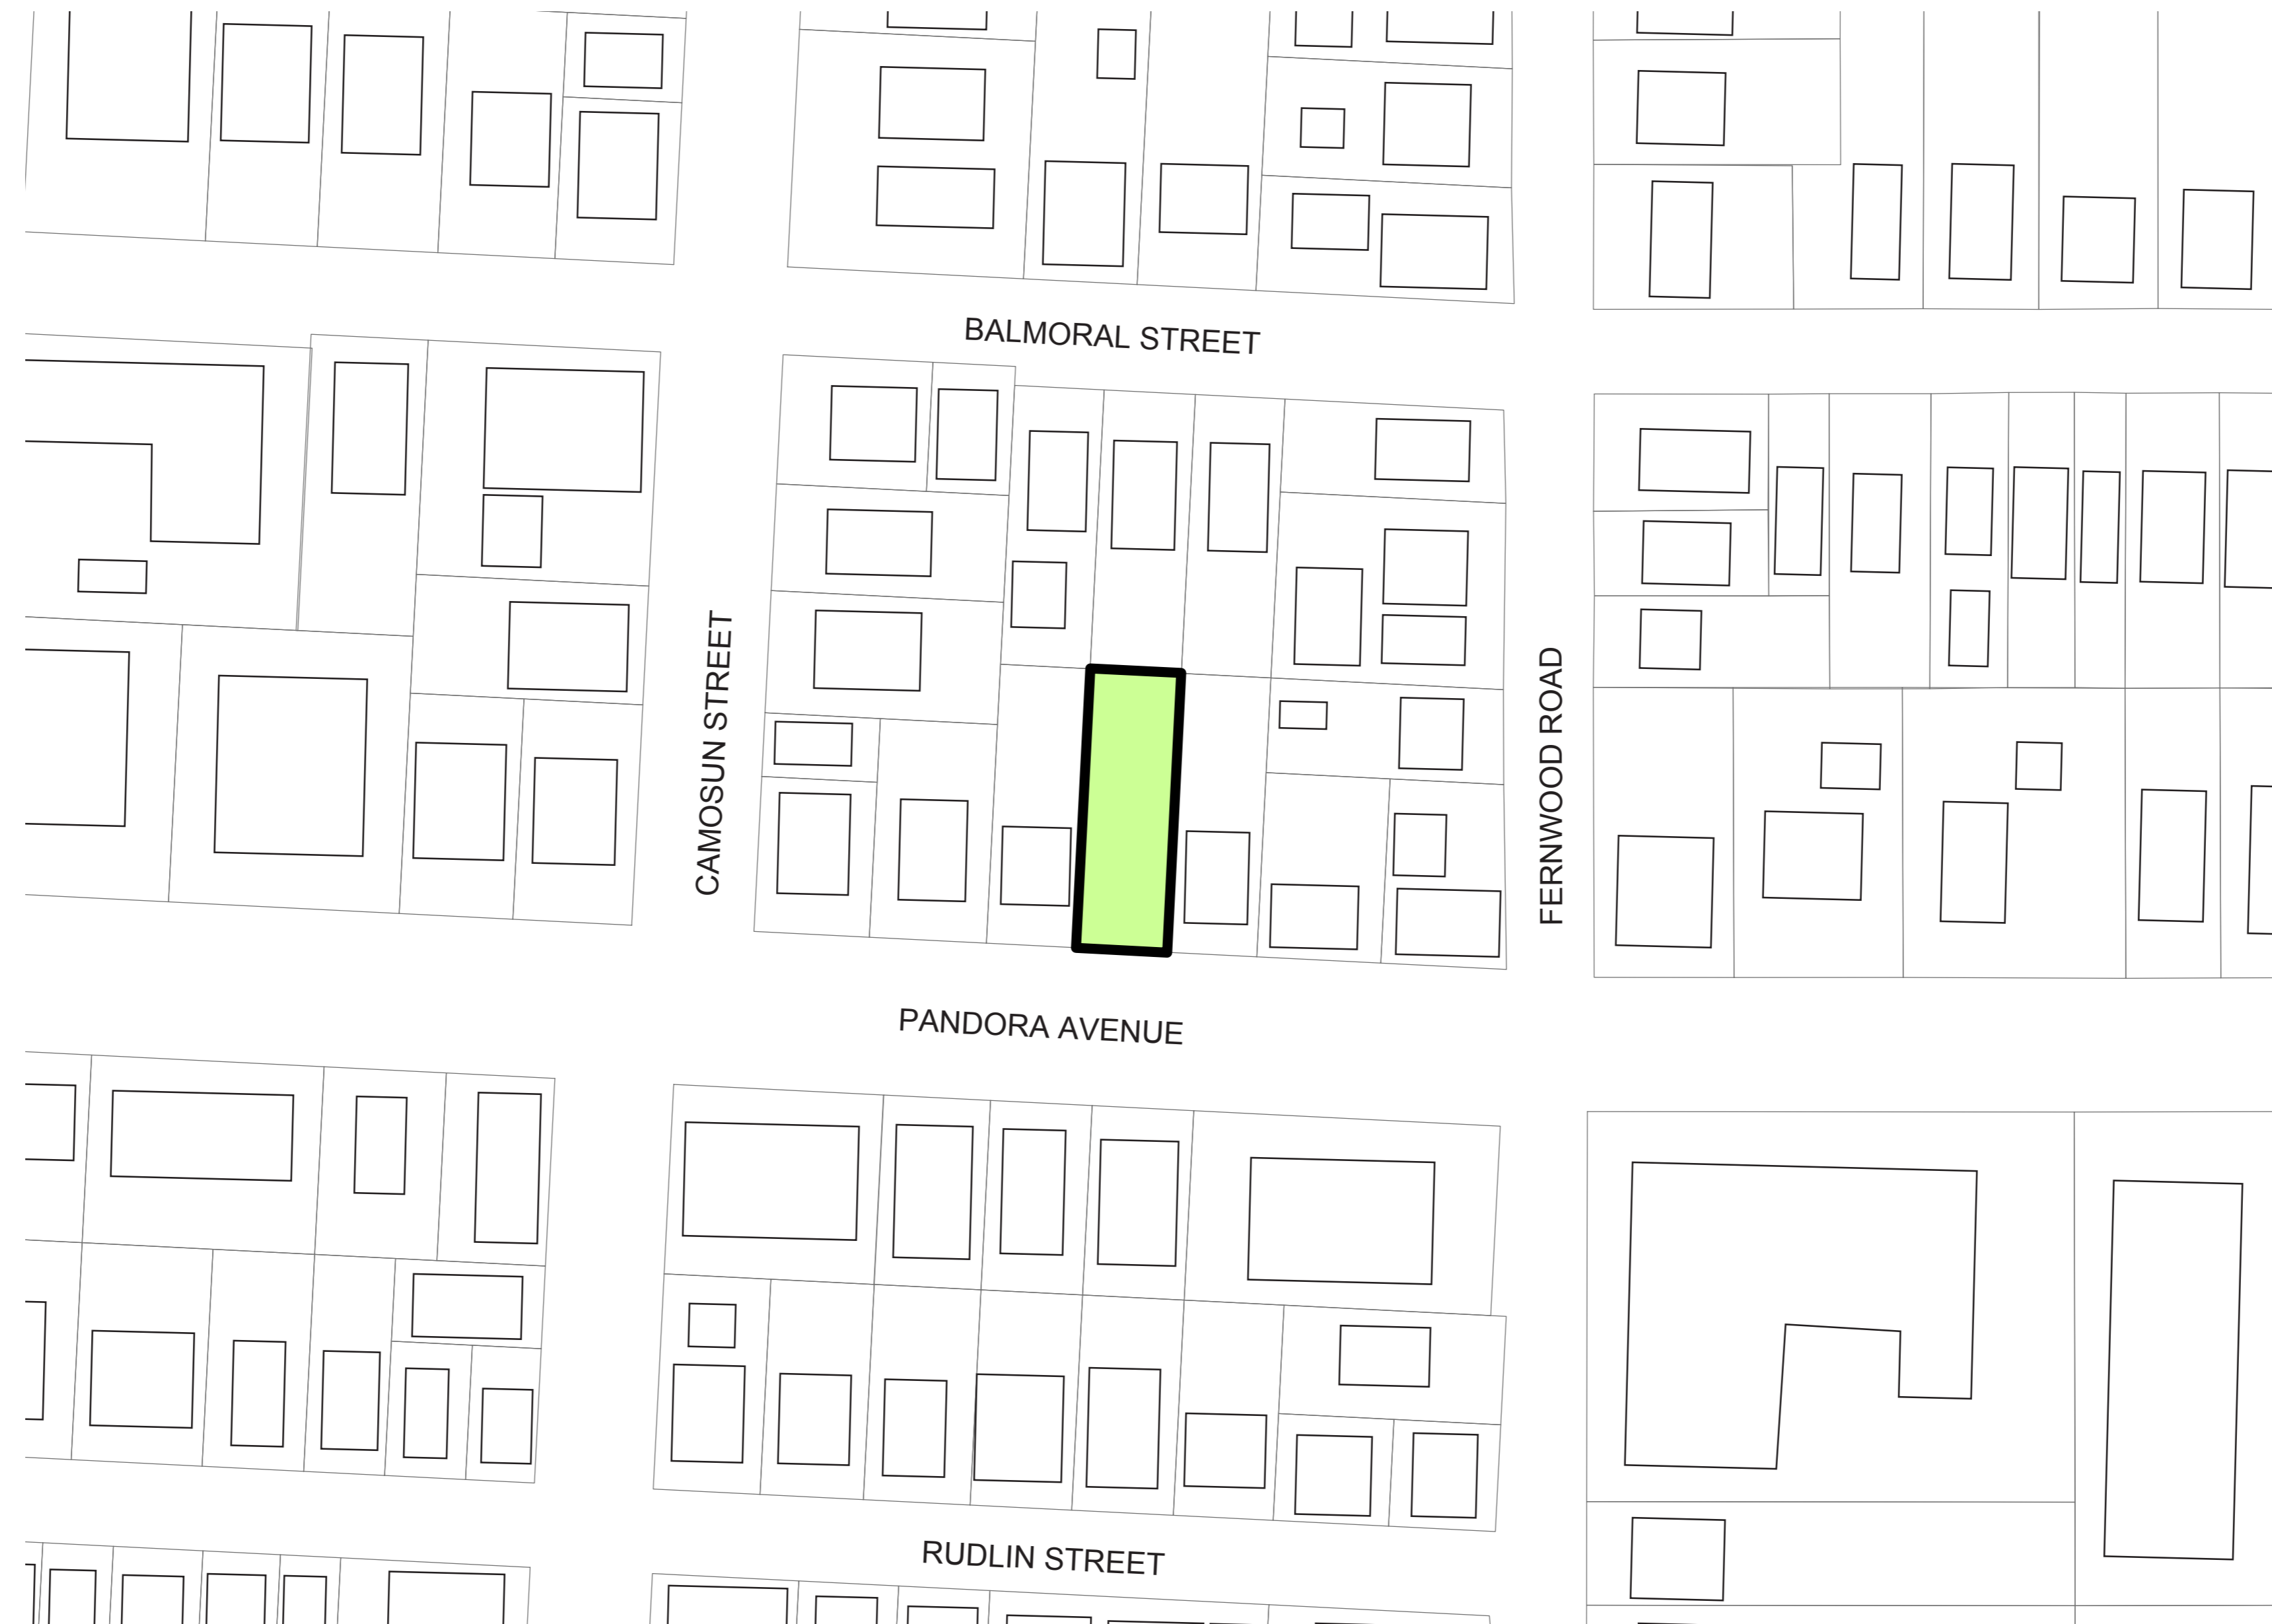 BALMORAL STREET
CAMOSUN STREET
FERNWOOD ROAD
PANDORA AVENUE
RUDLIN STREET